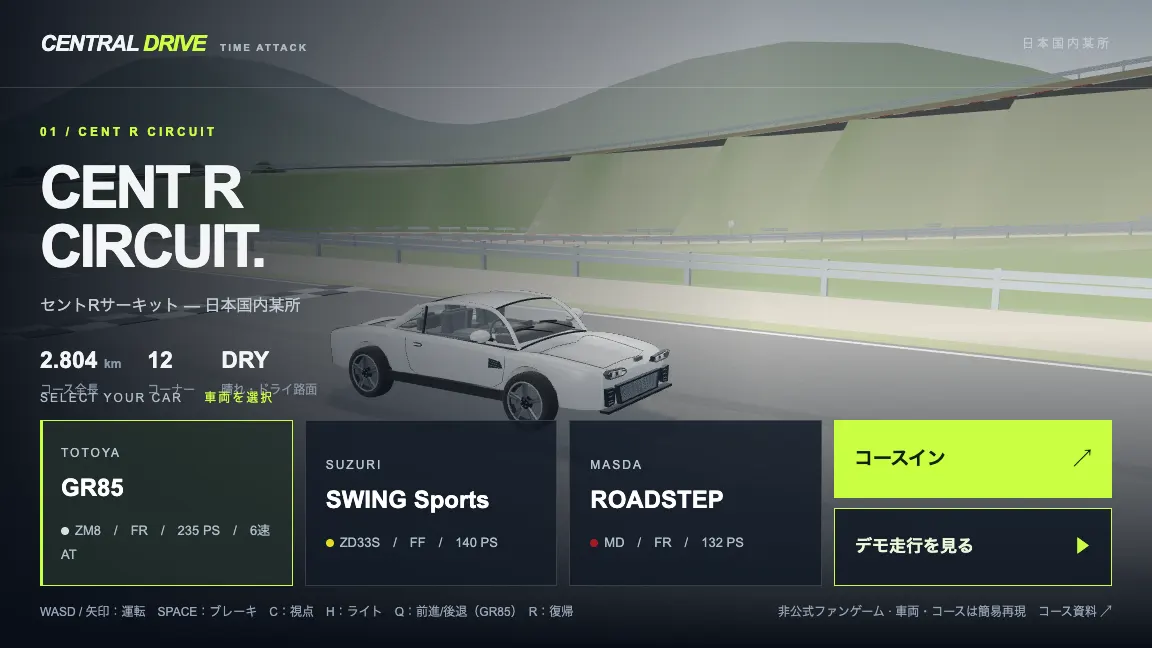 CENTRAL DRIVE TIME ATTACK
日本国内某所
01 / CENT R CIRCUIT
CENT R
CIRCUIT.
セントRサーキット — 日本国内某所
2.804 km 12 DRY
コース全長 コーナー 晴れ・ドライ路面
SELECT YOUR CAR 車両を選択
TOTOYA
GR85
ZM8 / FR / 235 PS / 6速
AT
SUZURI
SWING Sports
ZD33S / FF / 140 PS
MASDA
ROADSTEP
MD / FR / 132 PS
コースイン ↗
デモ走行を見る ▶
WASD / 矢印：運転 SPACE：ブレーキ C：視点 H：ライト Q：前進/後退（GR85） R：復帰
非公式ファンゲーム · 車両・コースは簡易再現 コース資料 ↗